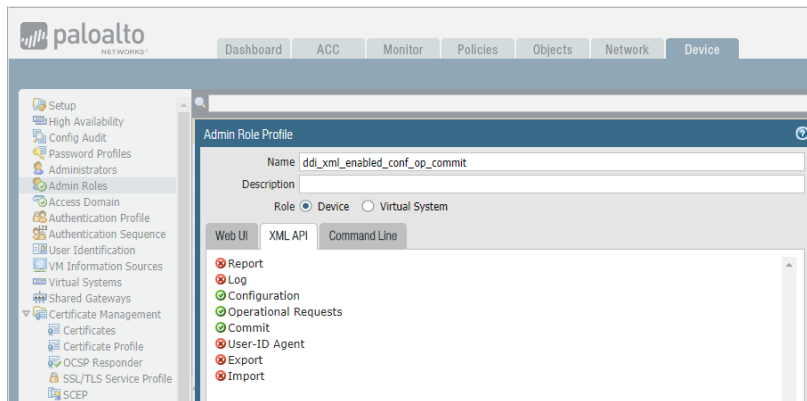 paloalto
NETWORKS®
Dashboard ACC Monitor Policies Objects Network Device
Setup
High Availability
Config Audit
Password Profiles
Administrators
Admin Roles
Access Domain
Authentication Profile
Authentication Sequence
User Identification
VM Information Sources
Virtual Systems
Shared Gateways
Certificate Management
Certificates
Certificate Profile
OCSP Responder
SSL/TLS Service Profile
SCEP
Admin Role Profile
Name ddi_xml_enabled_conf_op_commit
Description
Role Device Virtual System
Web UI XML API Command Line
Report
Log
Configuration
Operational Requests
Commit
User-ID Agent
Export
Import